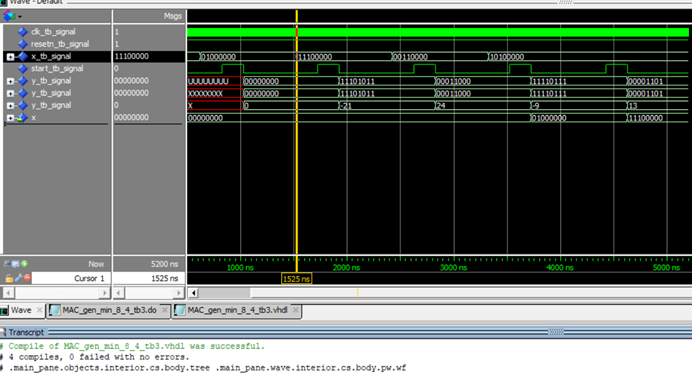 Wave - Default
Msgs
clk_tb_signal 1
resetn_tb_signal 1
x_tb_signal 11100000 01000000 11100000 00110000 10100000
start_tb_signal 0
y_tb_signal 00000000 UUUUUUUU 00000000 11101011 00011000 11110111 00001101
y_tb_signal 00000000 XXXXXXXX 00000000 11101011 00011000 11110111 00001101
y_tb_signal 0 X 0 -21 24 -9 13
x 00000000 00000000 01000000 11100000
Now 5200 ns 1000 ns 2000 ns 3000 ns 4000 ns 5000 ns
Cursor 1 1525 ns 1525 ns
Wave MAC_gen_min_8_4_tb3.do MAC_gen_min_8_4_tb3.vhdl
Transcript
# Compile of MAC_gen_min_8_4_tb3.vhdl was successful.
# 4 compiles, 0 failed with no errors.
# .main_pane.objects.interior.cs.body.tree .main_pane.wave.interior.cs.body.pw.wf